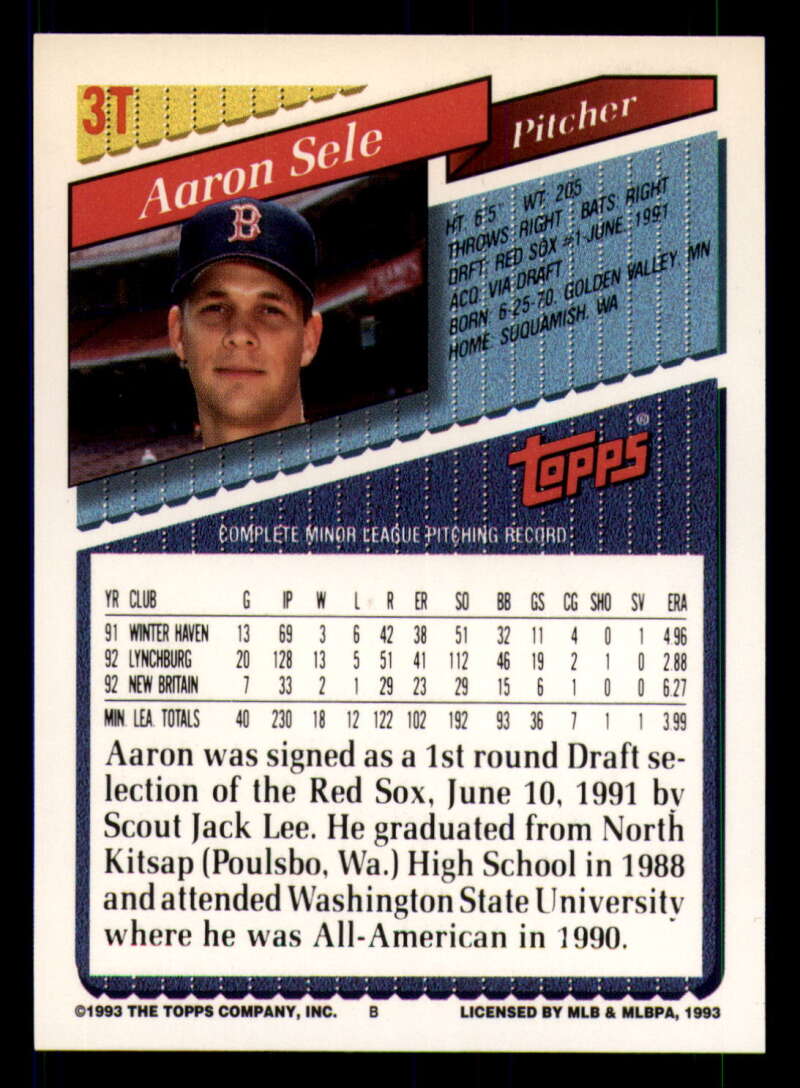 3T
Aaron Sele
Pitcher
B
HT: 6'5" WT: 205
THROWS: RIGHT BATS: RIGHT
DRFT: RED SOX #1-JUNE, 1991
ACQ: VIA DRAFT
BORN: 6-25-70, GOLDEN VALLEY, MN
HOME: SUQUAMISH, WA
TOPPS®
COMPLETE MINOR LEAGUE PITCHING RECORD
YR CLUB G IP W L R ER SO BB GS CG SHO SV ERA
91 WINTER HAVEN 13 69 3 6 42 38 51 32 11 4 0 1 4.96
92 LYNCHBURG 20 128 13 5 51 41 112 46 19 2 1 0 2.88
92 NEW BRITAIN 7 33 2 1 29 23 29 15 6 1 0 0 6.27
MIN. LEA. TOTALS 40 230 18 12 122 102 192 93 36 7 1 1 3.99
Aaron was signed as a 1st round Draft se-
lection of the Red Sox, June 10, 1991 by
Scout Jack Lee. He graduated from North
Kitsap (Poulsbo, Wa.) High School in 1988
and attended Washington State University
where he was All-American in 1990.
©1993 THE TOPPS COMPANY, INC. B LICENSED BY MLB & MLBPA, 1993